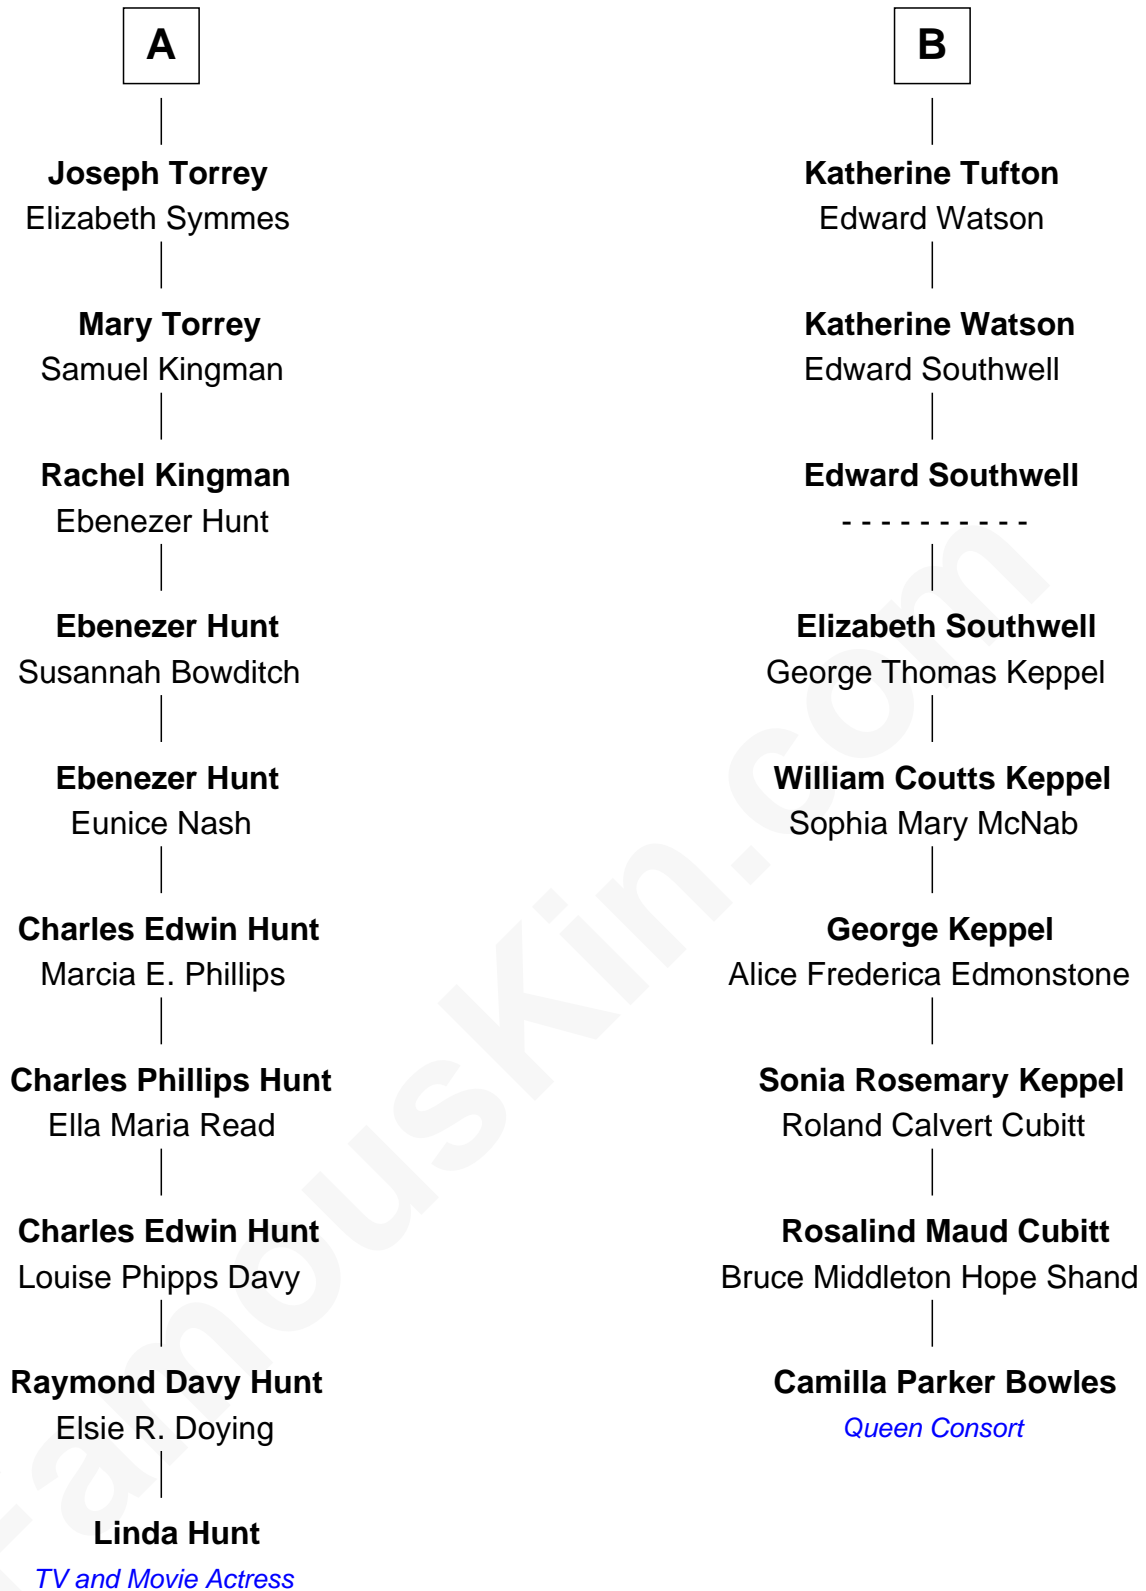 A
Joseph Torrey
Elizabeth Symmes
Mary Torrey
Samuel Kingman
Rachel Kingman
Ebenezer Hunt
Ebenezer Hunt
Susannah Bowditch
Ebenezer Hunt
Eunice Nash
Charles Edwin Hunt
Marcia E. Phillips
Charles Phillips Hunt
Ella Maria Read
Charles Edwin Hunt
Louise Phipps Davy
Raymond Davy Hunt
Elsie R. Doying
Linda Hunt
TV and Movie Actress
B
Katherine Tufton
Edward Watson
Katherine Watson
Edward Southwell
Edward Southwell
- - - - - - - - - -
Elizabeth Southwell
George Thomas Keppel
William Coutts Keppel
Sophia Mary McNab
George Keppel
Alice Frederica Edmonstone
Sonia Rosemary Keppel
Roland Calvert Cubitt
Rosalind Maud Cubitt
Bruce Middleton Hope Shand
Camilla Parker Bowles
Queen Consort
FamousKin.com